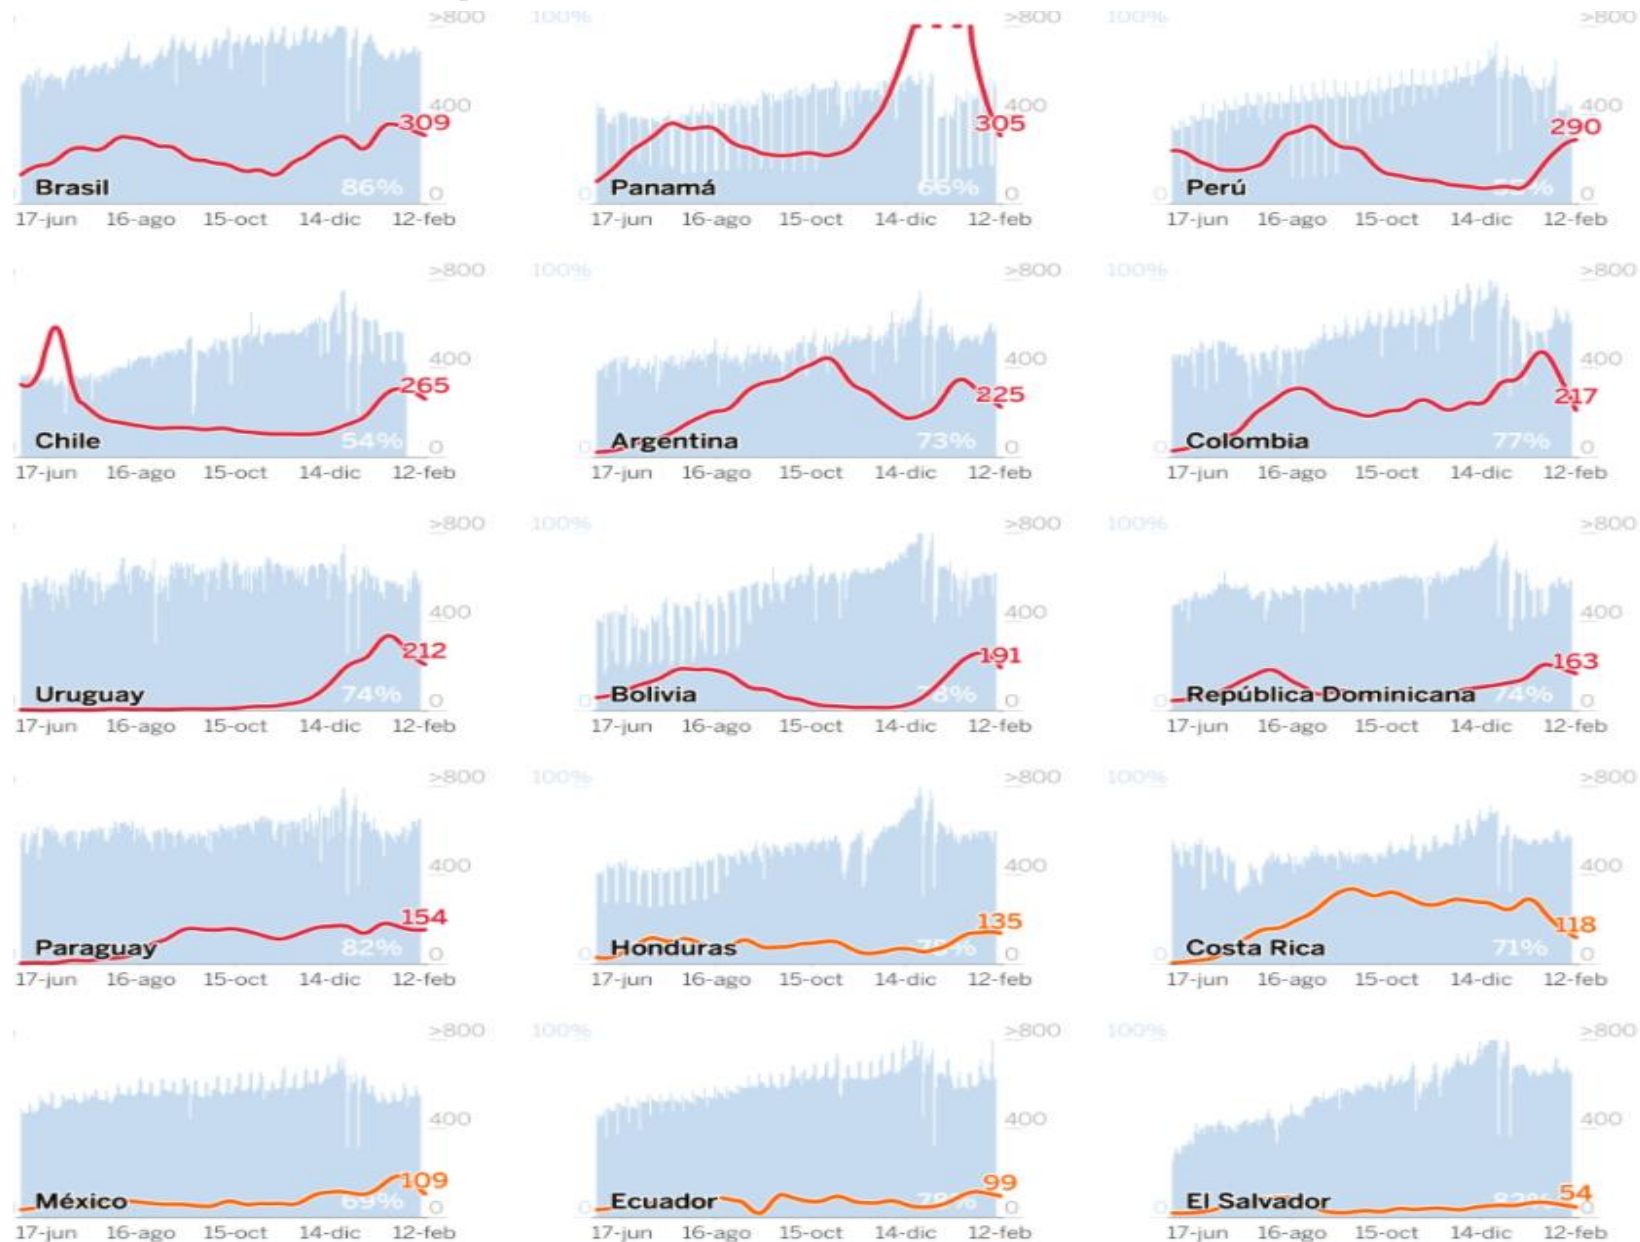 >800 100% >800 100% >800
400 400 400
309 305 290
Brasil 86% 0 0 Panamá 66% 0 Perú 0
17-jun 16-ago 15-oct 14-dic 12-feb 17-jun 16-ago 15-oct 14-dic 12-feb 17-jun 16-ago 15-oct 14-dic 12-feb
>800 100% >800 100% >800
400 400 400
265 225 217
Chile 54% 0 0 Argentina 73% 0 0 Colombia 77% 0
17-jun 16-ago 15-oct 14-dic 12-feb 17-jun 16-ago 15-oct 14-dic 12-feb 17-jun 16-ago 15-oct 14-dic 12-feb
>800 100% >800 100% >800
400 400 400
212 191 163
Uruguay 74% 0 0 Bolivia 0 0 República Dominicana 74% 0
17-jun 16-ago 15-oct 14-dic 12-feb 17-jun 16-ago 15-oct 14-dic 12-feb 17-jun 16-ago 15-oct 14-dic 12-feb
>800 100% >800 100% >800
400 400 400
154 135 118
Paraguay 82% 0 0 Honduras 0 0 Costa Rica 71% 0
17-jun 16-ago 15-oct 14-dic 12-feb 17-jun 16-ago 15-oct 14-dic 12-feb 17-jun 16-ago 15-oct 14-dic 12-feb
>800 100% >800 100% >800
400 400 400
109 99 54
México 69% 0 0 Ecuador 78% 0 0 El Salvador 82% 0
17-jun 16-ago 15-oct 14-dic 12-feb 17-jun 16-ago 15-oct 14-dic 12-feb 17-jun 16-ago 15-oct 14-dic 12-feb